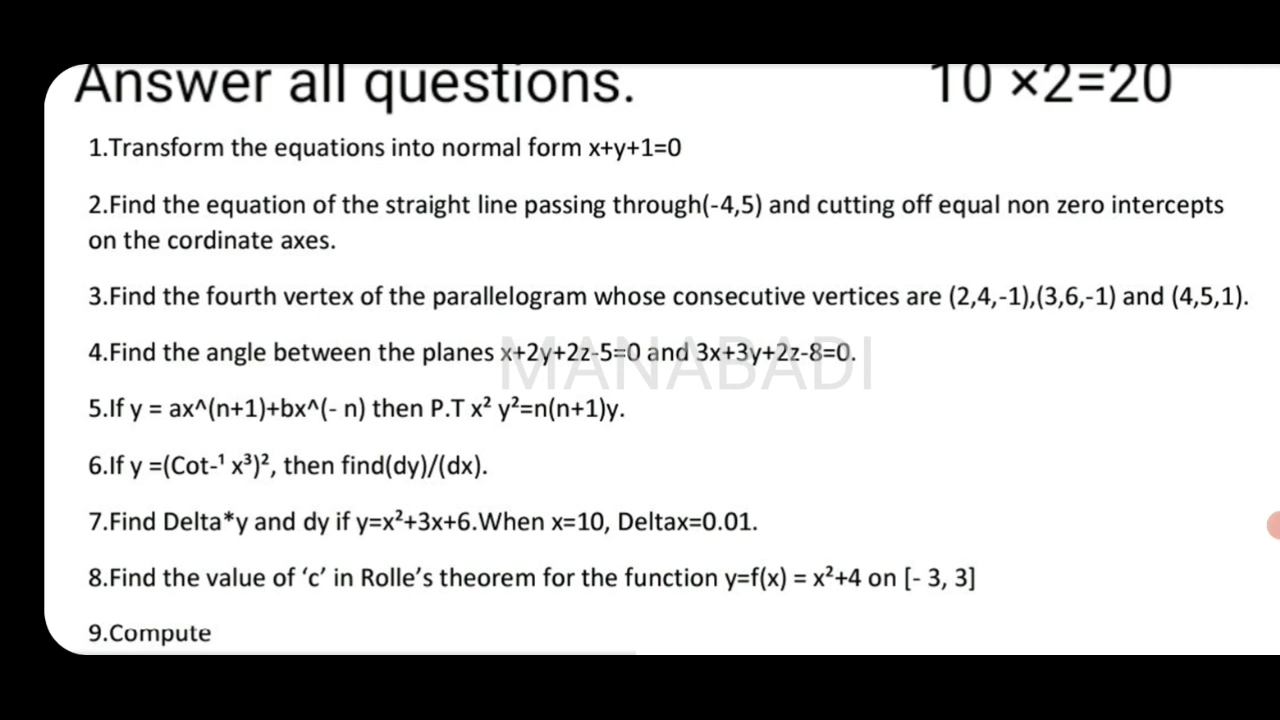 Answer all questions. 10 ×2=20
1.Transform the equations into normal form x+y+1=0
2.Find the equation of the straight line passing through(-4,5) and cutting off equal non zero intercepts
on the cordinate axes.
3.Find the fourth vertex of the parallelogram whose consecutive vertices are (2,4,-1),(3,6,-1) and (4,5,1).
4.Find the angle between the planes x+2y+2z-5=0 and 3x+3y+2z-8=0.
MANABADI
5.If y = ax^(n+1)+bx^(- n) then P.T x² y²=n(n+1)y.
6.If y =(Cot-¹ x³)², then find(dy)/(dx).
7.Find Delta*y and dy if y=x²+3x+6.When x=10, Deltax=0.01.
8.Find the value of ‘c’ in Rolle’s theorem for the function y=f(x) = x²+4 on [- 3, 3]
9.Compute